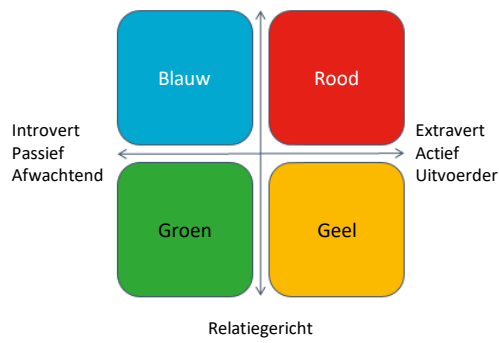 Blauw
Rood
Introvert
Passief
Afwachtend
Extravert
Actief
Uitvoerder
Groen
Geel
Relatiegericht